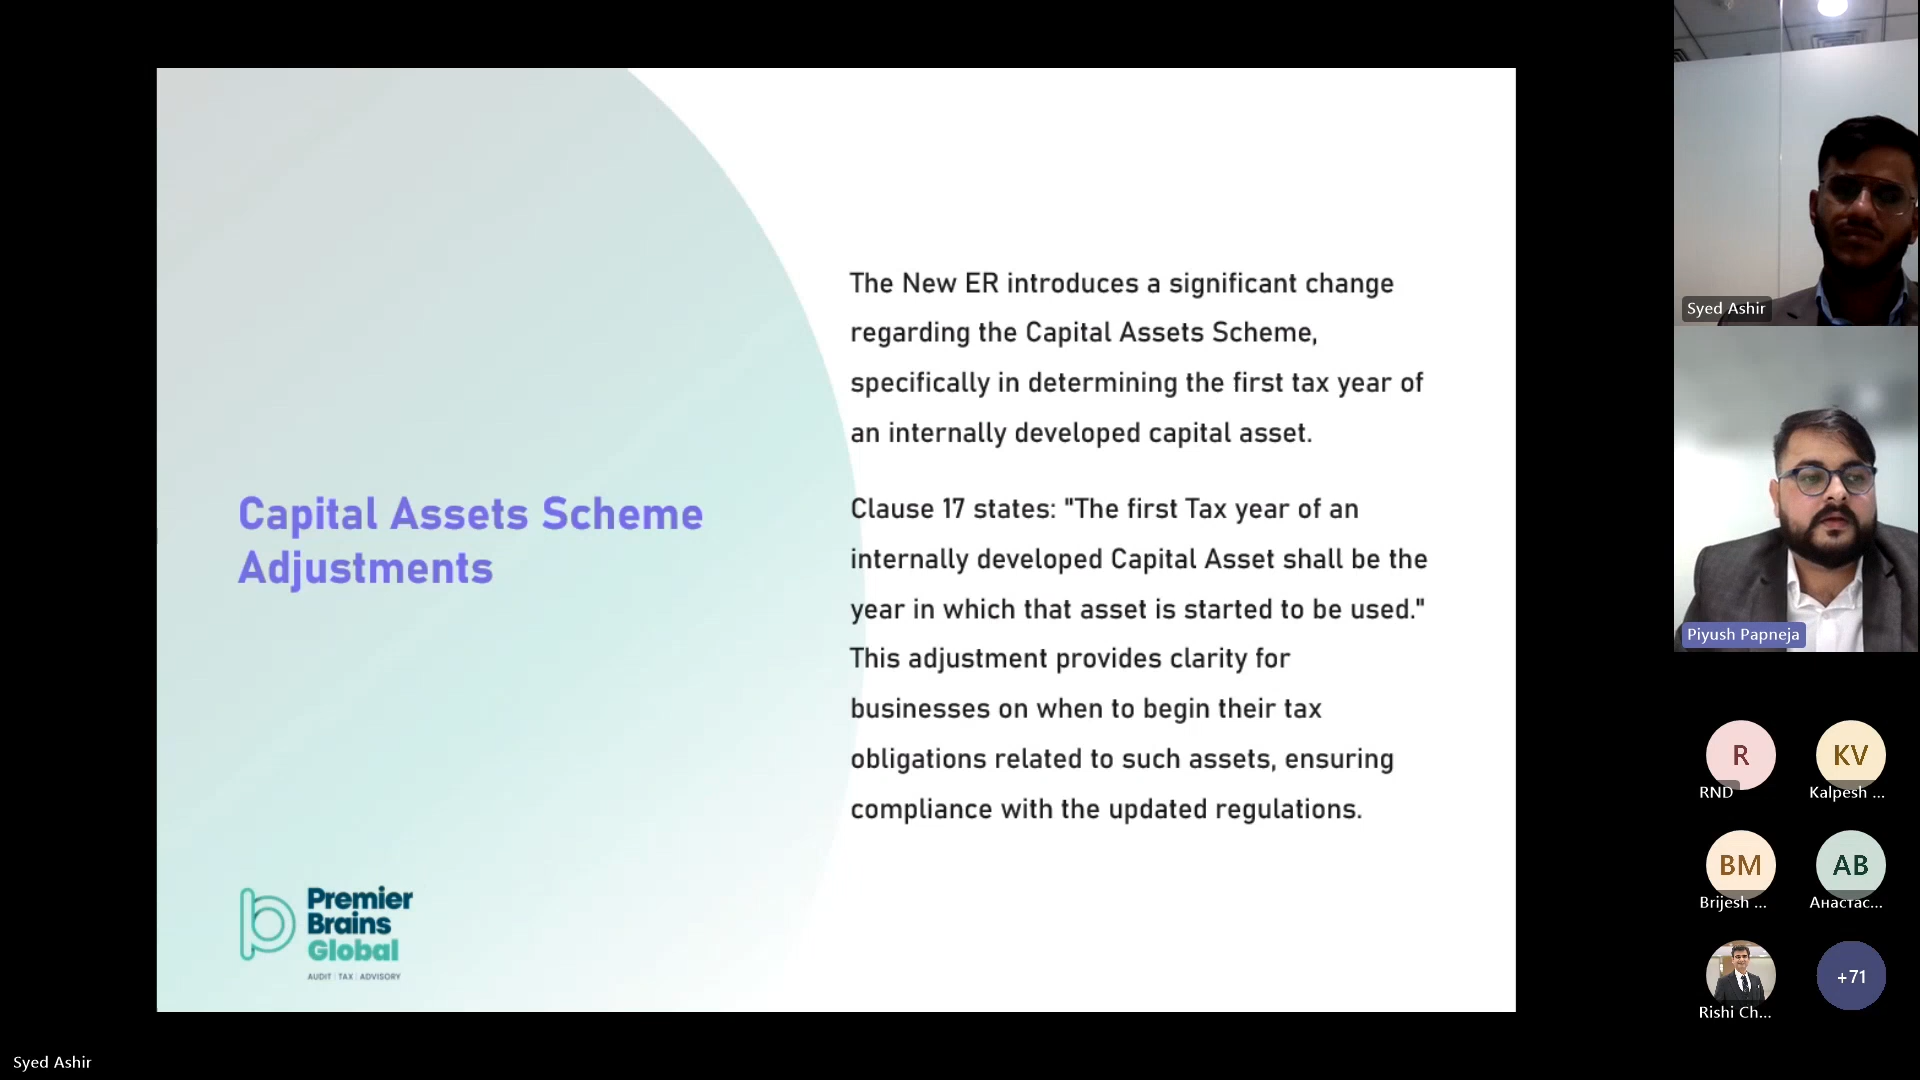 Capital Assets Scheme
Adjustments
The New ER introduces a significant change
regarding the Capital Assets Scheme,
specifically in determining the first tax year of
an internally developed capital asset.
Clause 17 states: "The first Tax year of an
internally developed Capital Asset shall be the
year in which that asset is started to be used."
This adjustment provides clarity for
businesses on when to begin their tax
obligations related to such assets, ensuring
compliance with the updated regulations.
Premier
Brains
Global
AUDIT | TAX | ADVISORY
Syed Ashir
Piyush Papneja
R
KV
RND
Kalpesh ...
BM
AB
Brijesh ...
Анастас...
+71
Rishi Ch...
Syed Ashir